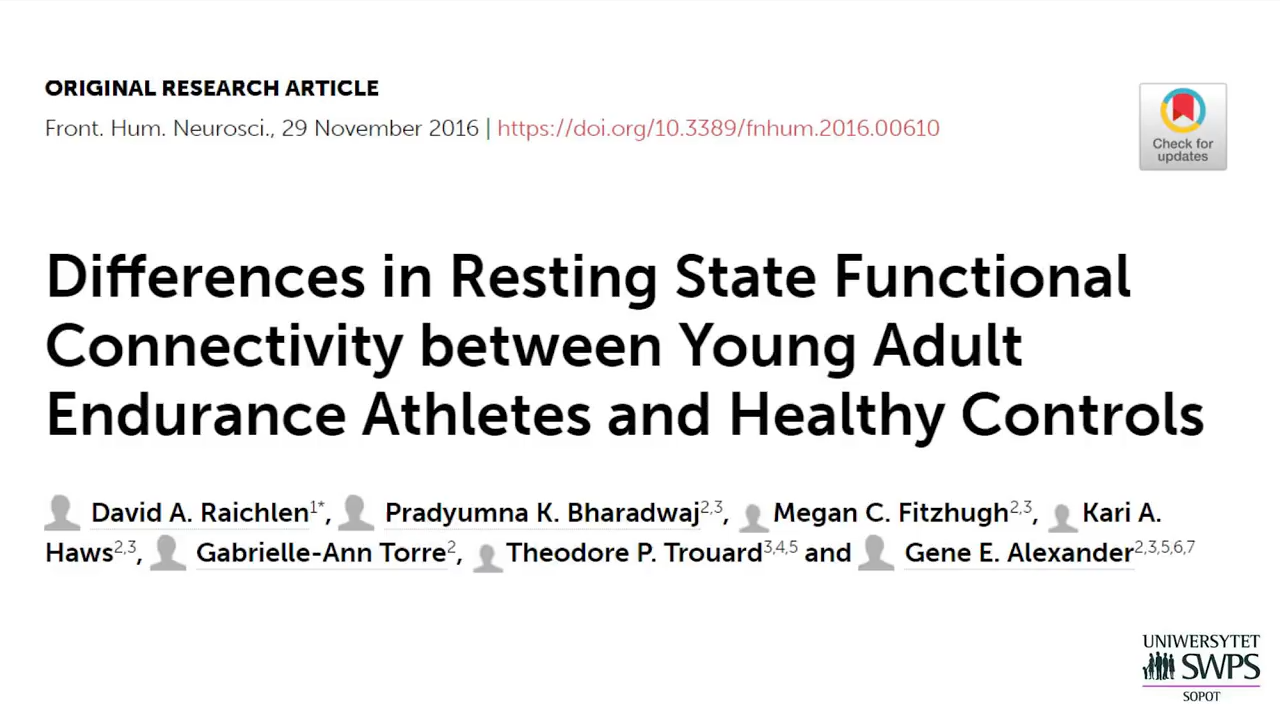 ORIGINAL RESEARCH ARTICLE
Front. Hum. Neurosci., 29 November 2016 | https://doi.org/10.3389/fnhum.2016.00610
Check for
updates
Differences in Resting State Functional
Connectivity between Young Adult
Endurance Athletes and Healthy Controls
David A. Raichlen1*, Pradyumna K. Bharadwaj2,3, Megan C. Fitzhugh2,3, Kari A.
Haws2,3, Gabrielle-Ann Torre2, Theodore P. Trouard3,4,5 and Gene E. Alexander2,3,5,6,7
UNIWERSYTET
SWPS
SOPOT